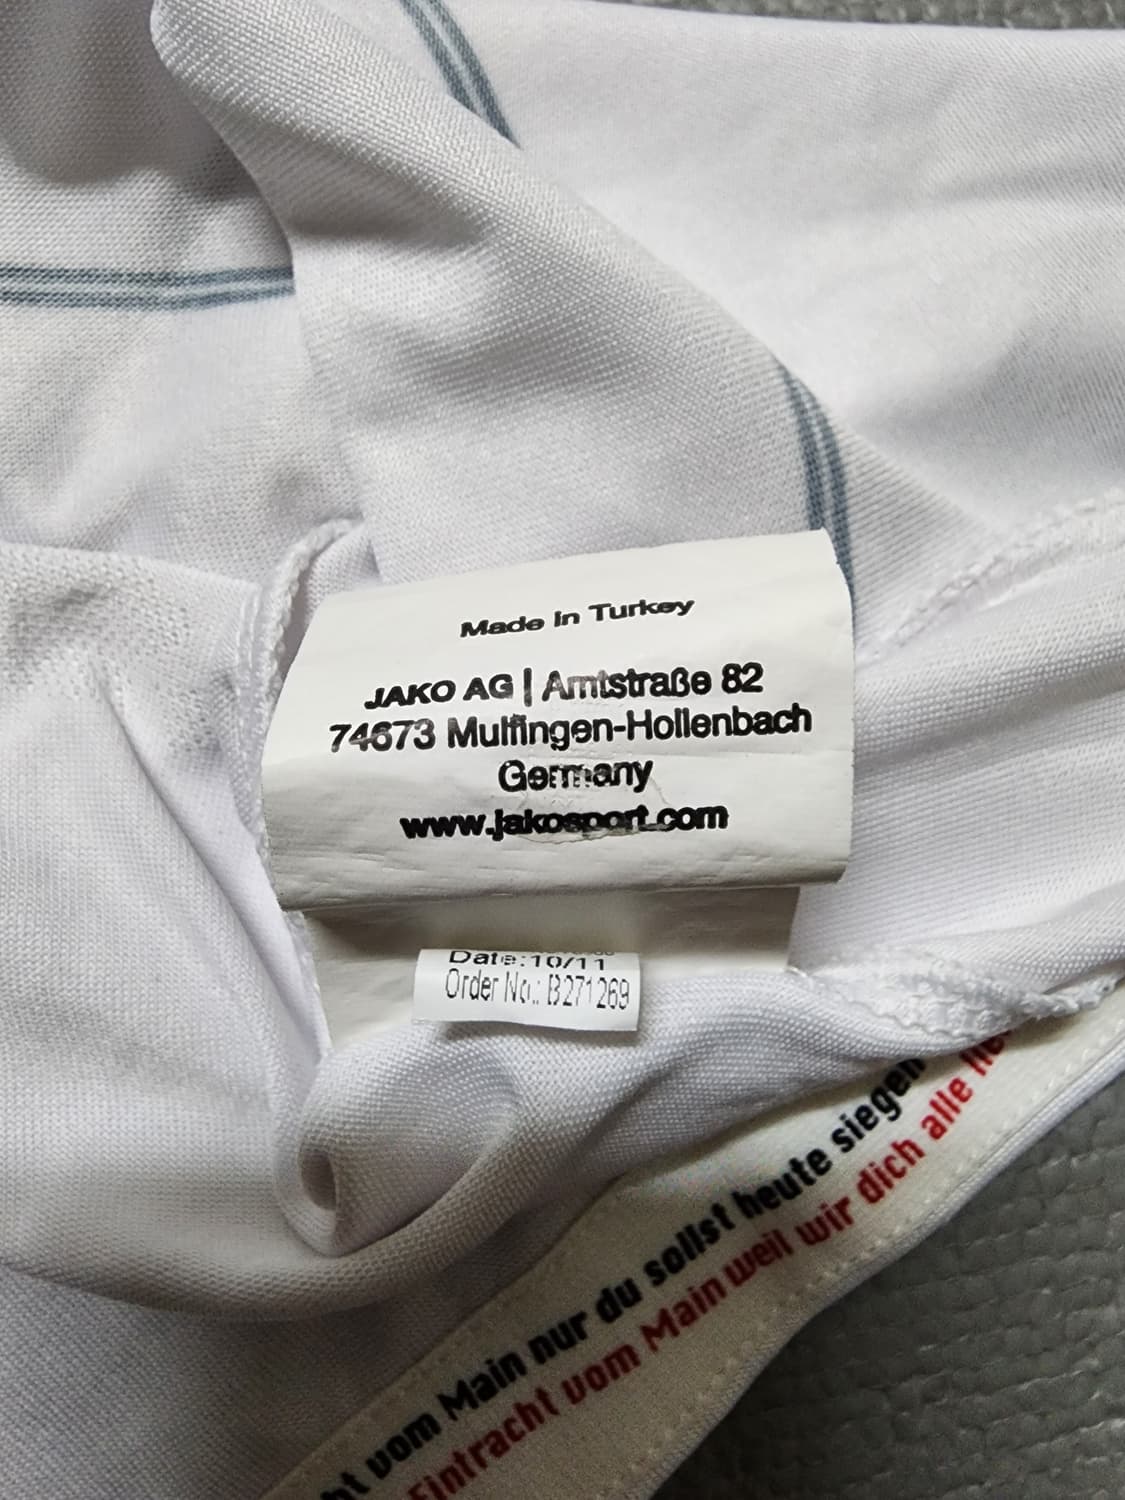 Made in Turkey
JAKO AG | Amtstraße 82
74673 Mulfingen-Hollenbach
Germany
www.jakosport.com
Date:10/11
Order No.: B271269
vom Main nur du sollst heute siegen
Eintracht vom Main weil wir dich alle